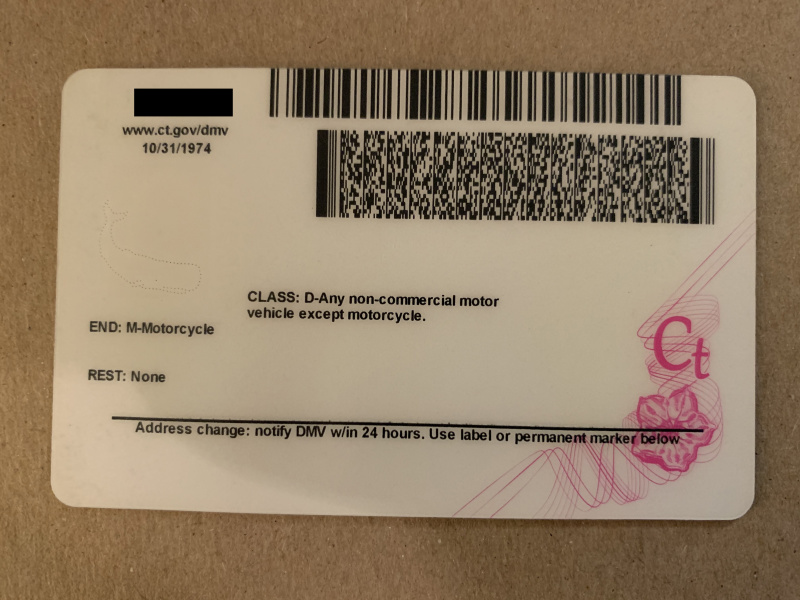 www.ct.gov/dmv
10/31/1974
CLASS: D-Any non-commercial motor
vehicle except motorcycle.
END: M-Motorcycle
REST: None
Ct
Address change: notify DMV w/in 24 hours. Use label or permanent marker below